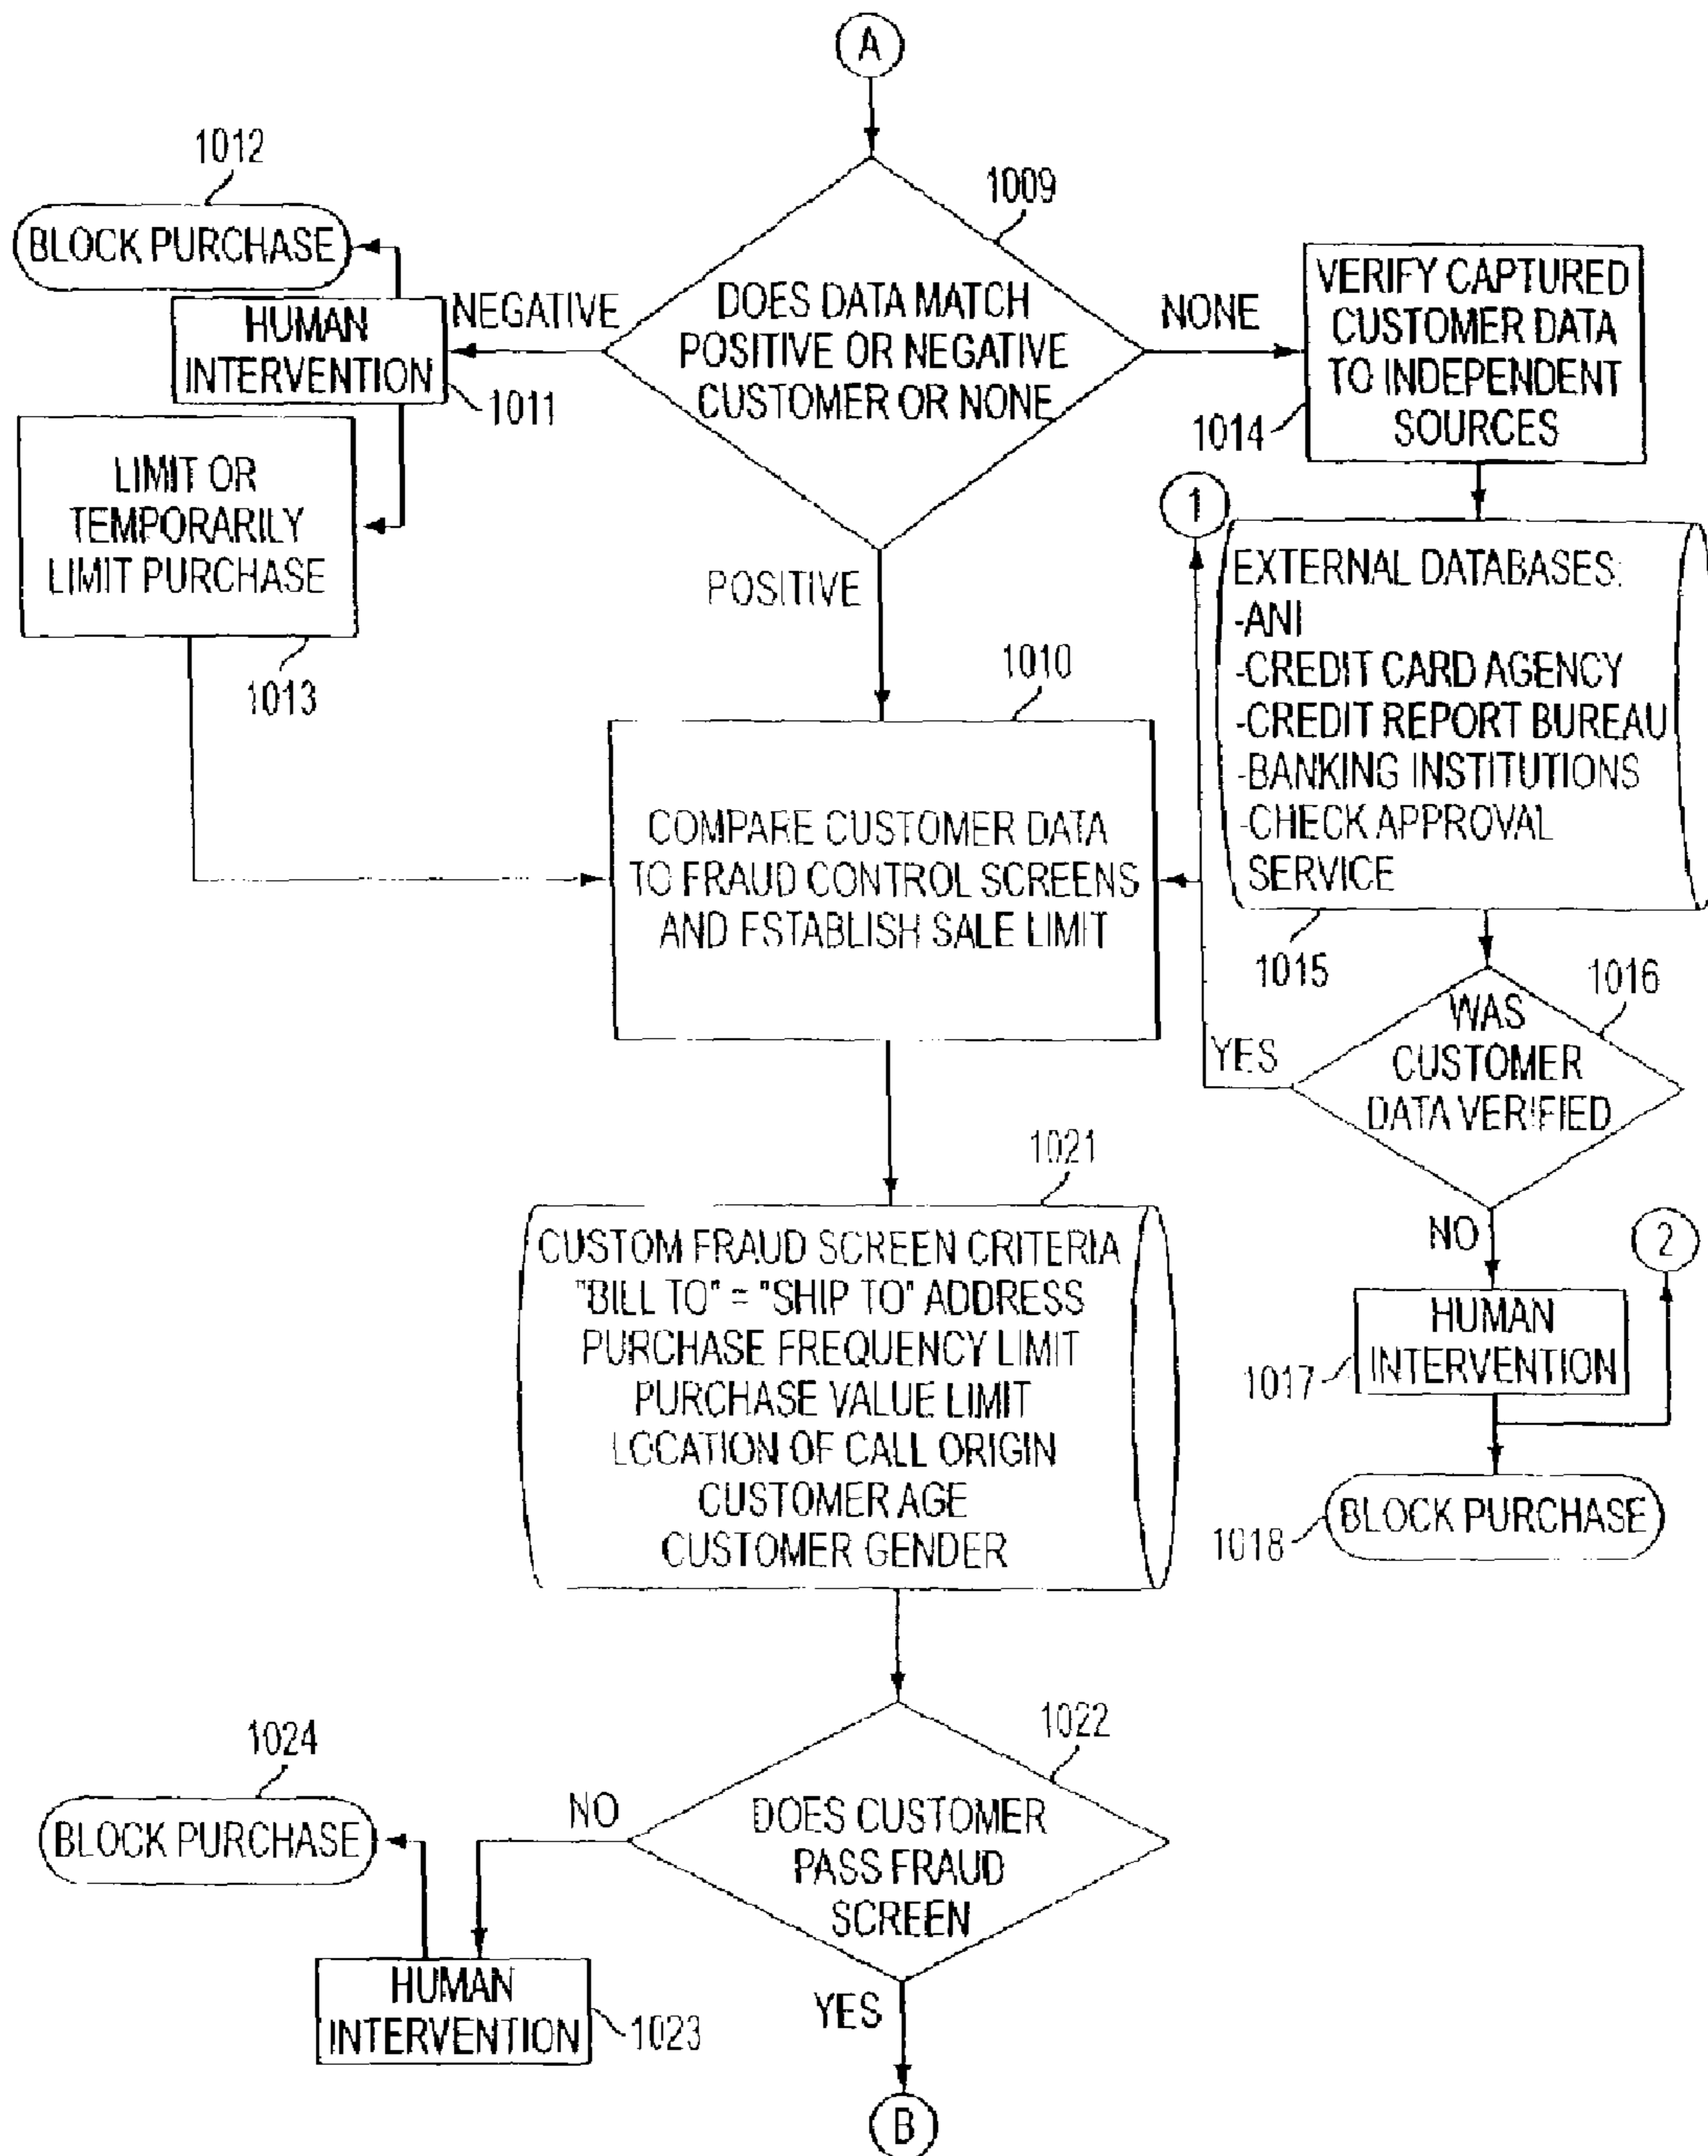 A
1012
1009
BLOCK PURCHASE
NEGATIVE
HUMAN
INTERVENTION
1011
DOES DATA MATCH
POSITIVE OR NEGATIVE
CUSTOMER OR NONE
NONE
VERIFY CAPTURED
CUSTOMER DATA
TO INDEPENDENT
SOURCES
1014
LIMIT OR
TEMPORARILY
LIMIT PURCHASE
1013
POSITIVE
1
EXTERNAL DATABASES:
-ANI
-CREDIT CARD AGENCY
-CREDIT REPORT BUREAU
-BANKING INSTITUTIONS
-CHECK APPROVAL
SERVICE
1015
1010
COMPARE CUSTOMER DATA
TO FRAUD CONTROL SCREENS
AND ESTABLISH SALE LIMIT
1016
WAS
CUSTOMER
DATA VERIFIED
YES
NO
2
HUMAN
INTERVENTION
1017
BLOCK PURCHASE
1018
1021
CUSTOM FRAUD SCREEN CRITERIA
"BILL TO" = "SHIP TO" ADDRESS
PURCHASE FREQUENCY LIMIT
PURCHASE VALUE LIMIT
LOCATION OF CALL ORIGIN
CUSTOMER AGE
CUSTOMER GENDER
1022
DOES CUSTOMER
PASS FRAUD
SCREEN
NO
1024
BLOCK PURCHASE
HUMAN
INTERVENTION
1023
YES
B